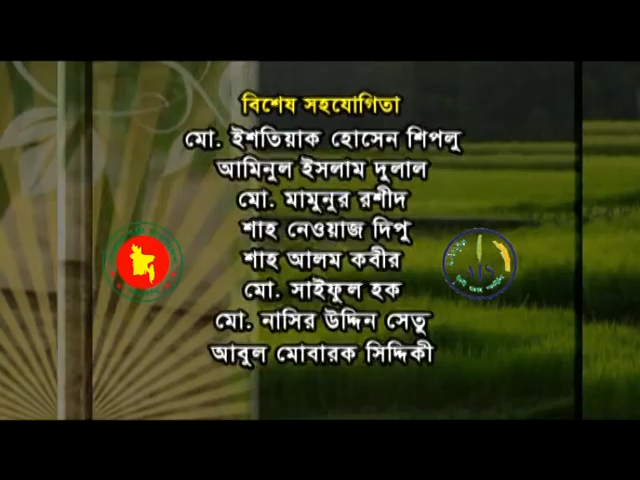 বিশেষ সহযোগিতা
মো. ইশতিয়াক হোসেন শিপলু
আমিনুল ইসলাম দুলাল
মো. মামুনুর রশীদ
শাহ নেওয়াজ দিপু
শাহ আলম কবীর
মো. সাইফুল হক
মো. নাসির উদ্দিন সেতু
আবুল মোবারক সিদ্দিকী